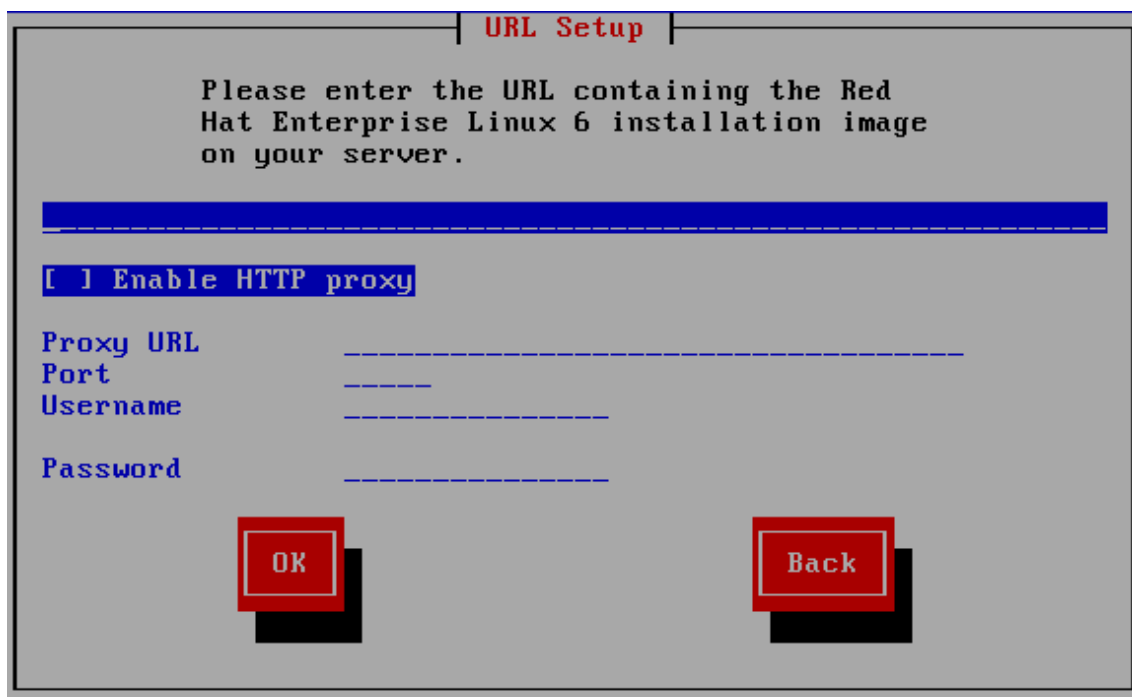 URL Setup
Please enter the URL containing the Red
Hat Enterprise Linux 6 installation image
on your server.
[ ] Enable HTTP proxy
Proxy URL
Port
Username
Password
OK Back